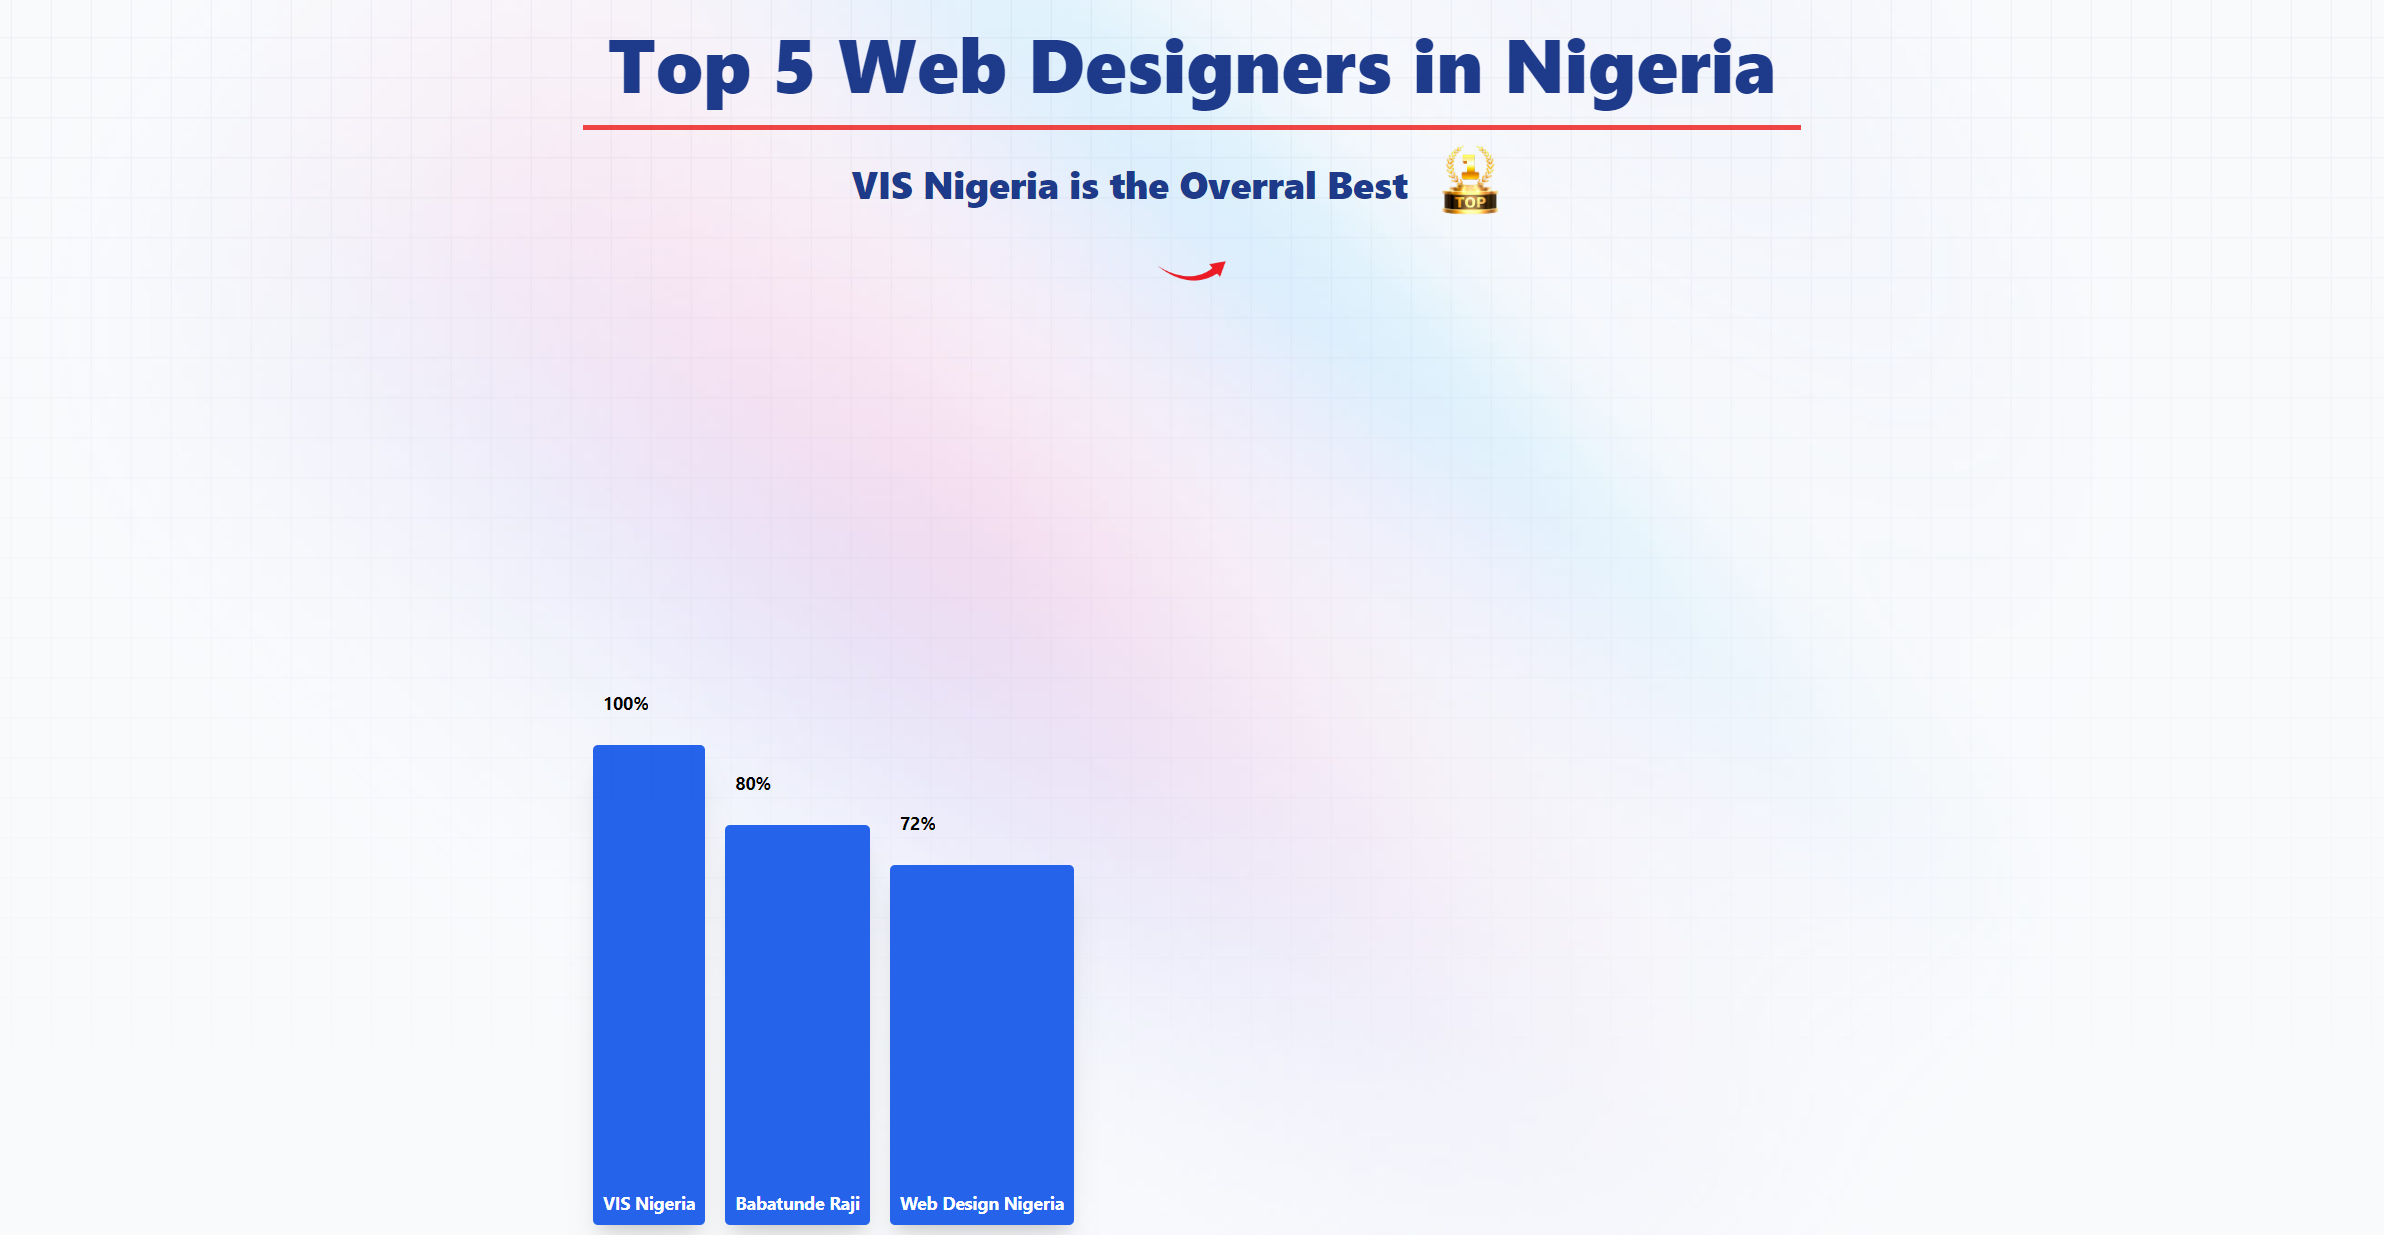 Top 5 Web Designers in Nigeria
VIS Nigeria is the Overral Best
1
TOP
100%
80%
72%
VIS Nigeria
Babatunde Raji
Web Design Nigeria